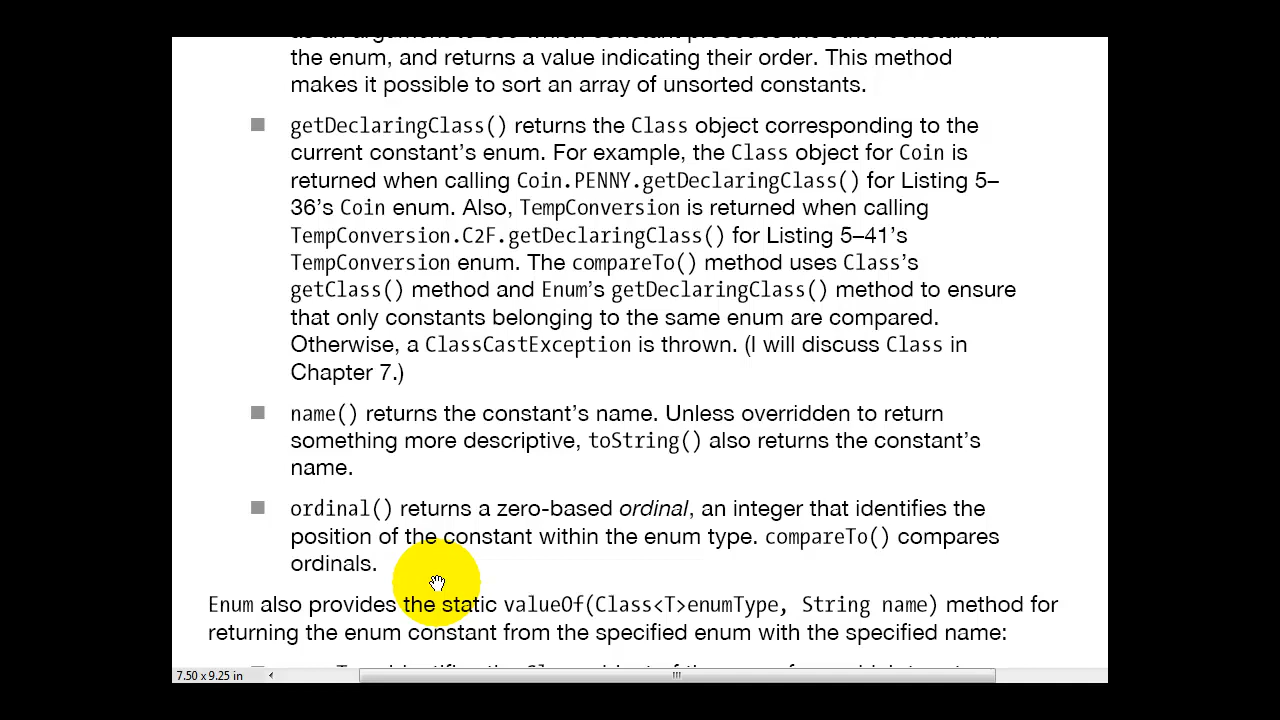 the enum, and returns a value indicating their order. This method
makes it possible to sort an array of unsorted constants.
getDeclaringClass() returns the Class object corresponding to the
current constant's enum. For example, the Class object for Coin is
returned when calling Coin.PENNY.getDeclaringClass() for Listing 5–
36's Coin enum. Also, TempConversion is returned when calling
TempConversion.C2F.getDeclaringClass() for Listing 5–41's
TempConversion enum. The compareTo() method uses Class's
getClass() method and Enum's getDeclaringClass() method to ensure
that only constants belonging to the same enum are compared.
Otherwise, a ClassCastException is thrown. (I will discuss Class in
Chapter 7.)
name() returns the constant's name. Unless overridden to return
something more descriptive, toString() also returns the constant's
name.
ordinal() returns a zero-based ordinal, an integer that identifies the
position of the constant within the enum type. compareTo() compares
ordinals.
Enum also provides the static valueOf(Class<T>enumType, String name) method for
returning the enum constant from the specified enum with the specified name:
7.50 x 9.25 in